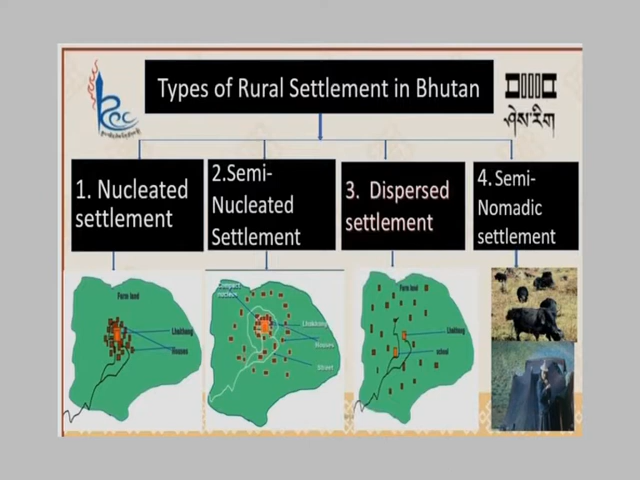 Types of Rural Settlement in Bhutan
ཤེས་རིག
1. Nucleated
settlement
2.Semi-
Nucleated
Settlement
3. Dispersed
settlement
4. Semi-
Nomadic
settlement
Farm land
Lhakhang
Houses
Lhakhang
Houses
Farm land
Lhakhang
school